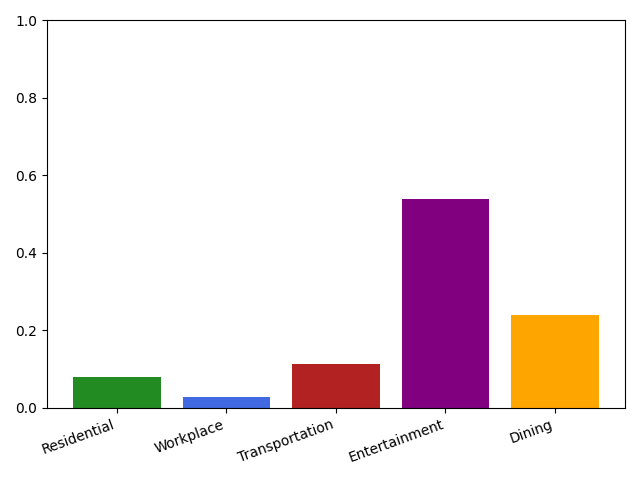 1.0
0.8
0.6
0.4
0.2
0.0
Residential
Workplace
Transportation
Entertainment
Dining